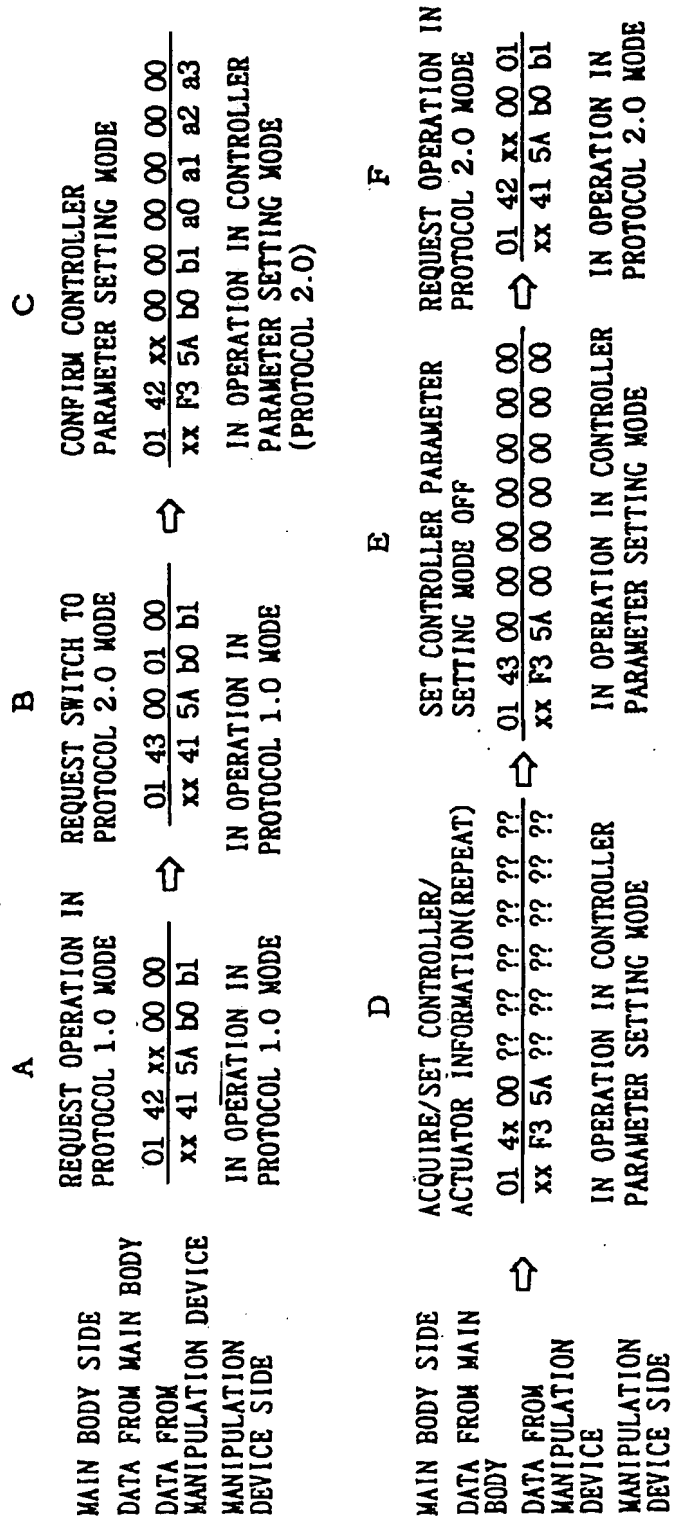 A
B
C
MAIN BODY SIDE
REQUEST OPERATION IN
PROTOCOL 1.0 MODE
REQUEST SWITCH TO
PROTOCOL 2.0 MODE
CONFIRM CONTROLLER
PARAMETER SETTING MODE
DATA FROM MAIN BODY
01 42 xx 00 00
01 43 00 01 00
01 42 xx 00 00 00 00 00 00
DATA FROM
MANIPULATION DEVICE
xx 41 5A b0 b1
xx 41 5A b0 b1
xx F3 5A b0 b1 a0 a1 a2 a3
MANIPULATION
DEVICE SIDE
IN OPERATION IN
PROTOCOL 1.0 MODE
IN OPERATION IN
PROTOCOL 1.0 MODE
IN OPERATION IN CONTROLLER
PARAMETER SETTING MODE
(PROTOCOL 2.0)
D
E
F
MAIN BODY SIDE
ACQUIRE/SET CONTROLLER/
ACTUATOR INFORMATION(REPEAT)
SET CONTROLLER PARAMETER
SETTING MODE OFF
REQUEST OPERATION IN
PROTOCOL 2.0 MODE
DATA FROM MAIN
BODY
01 4x 00 ?? ?? ?? ?? ?? ??
01 43 00 00 00 00 00 00 00
01 42 xx 00 01
DATA FROM
MANIPULATION
DEVICE
xx F3 5A ?? ?? ?? ?? ?? ??
xx F3 5A 00 00 00 00 00 00
xx 41 5A b0 b1
MANIPULATION
DEVICE SIDE
IN OPERATION IN CONTROLLER
PARAMETER SETTING MODE
IN OPERATION IN CONTROLLER
PARAMETER SETTING MODE
IN OPERATION IN
PROTOCOL 2.0 MODE